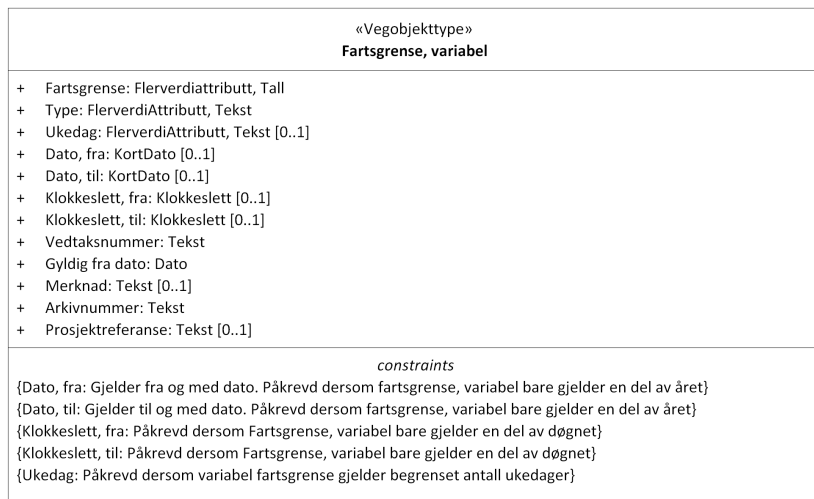 «Vegobjekttype»
Fartsgrense, variabel
+ Fartsgrense: Flerverdiattributt, Tall
+ Type: FlerverdiAttributt, Tekst
+ Ukedag: FlerverdiAttributt, Tekst [0..1]
+ Dato, fra: KortDato [0..1]
+ Dato, til: KortDato [0..1]
+ Klokkeslett, fra: Klokkeslett [0..1]
+ Klokkeslett, til: Klokkeslett [0..1]
+ Vedtaksnummer: Tekst
+ Gyldig fra dato: Dato
+ Merknad: Tekst [0..1]
+ Arkivnummer: Tekst
+ Prosjektreferanse: Tekst [0..1]
constraints
{Dato, fra: Gjelder fra og med dato. Påkrevd dersom fartsgrense, variabel bare gjelder en del av året}
{Dato, til: Gjelder til og med dato. Påkrevd dersom fartsgrense, variabel bare gjelder en del av året}
{Klokkeslett, fra: Påkrevd dersom Fartsgrense, variabel bare gjelder en del av døgnet}
{Klokkeslett, til: Påkrevd dersom Fartsgrense, variabel bare gjelder en del av døgnet}
{Ukedag: Påkrevd dersom variabel fartsgrense gjelder begrenset antall ukedager}